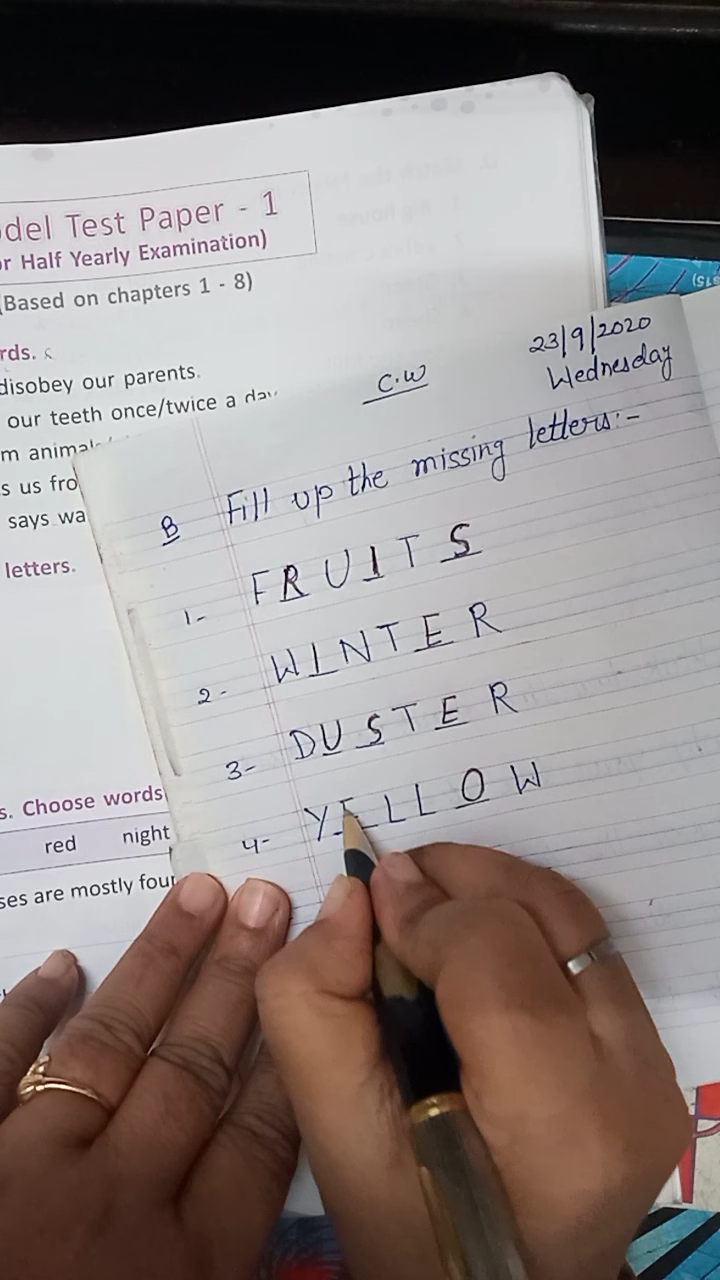 odel Test Paper - 1
r Half Yearly Examination)
(Based on chapters 1 - 8)
rds.
disobey our parents.
our teeth once/twice a day
m animal
s us fro
says wa
letters.
s. Choose words
red night
ses are mostly four
23/9/2020
C.W Wednesday
B Fill up the missing letters:-
1- FRUITS
2- WINTER
3- DUSTER
4- YELLOW